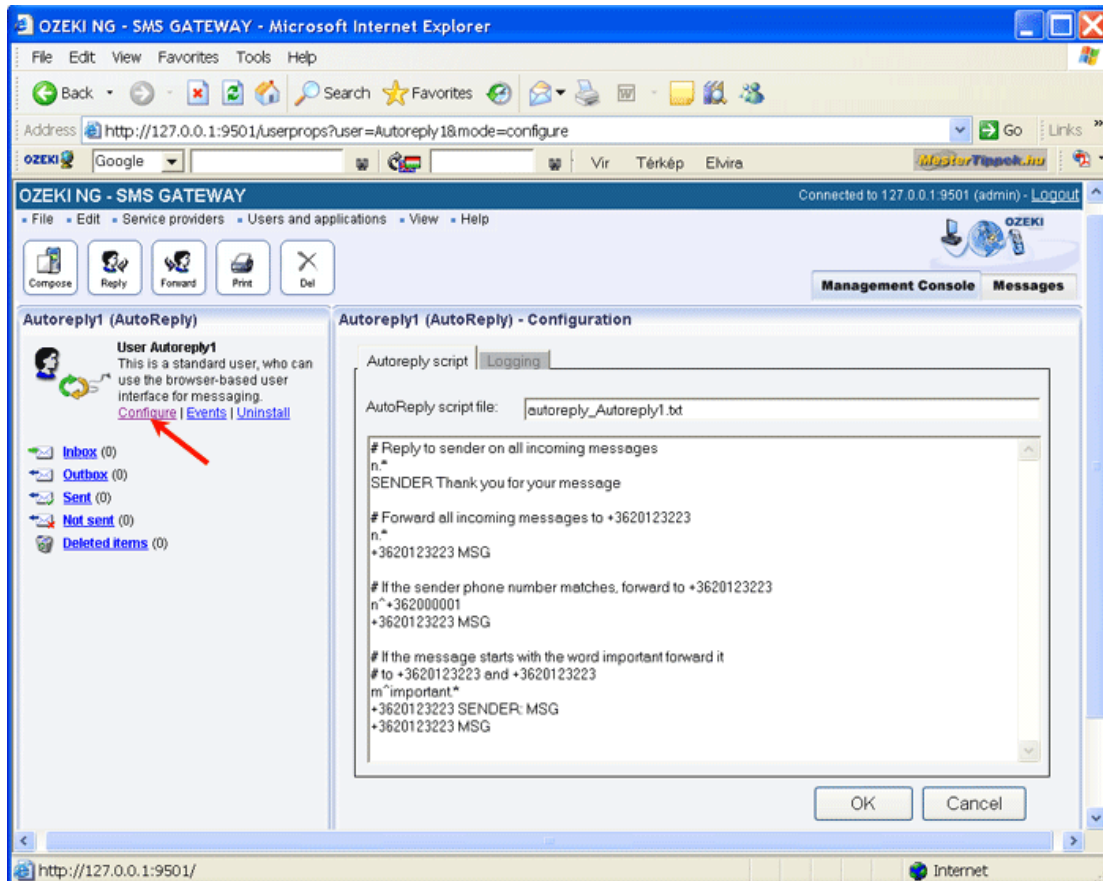 OZEKI NG - SMS GATEWAY - Microsoft Internet Explorer
File Edit View Favorites Tools Help
Back Search Favorites
Address http://127.0.0.1:9501/userprops?user=Autoreply1&mode=configure Go Links »
OZEKI Google Vir Térkép Elvira MesterTippek.hu
OZEKI NG - SMS GATEWAY Connected to 127.0.0.1:9501 (admin) - Logout
File Edit Service providers Users and applications View Help
OZEKI
Compose Reply Forward Print Del
Management Console Messages
Autoreply1 (AutoReply)
User Autoreply1
This is a standard user, who can
use the browser-based user
interface for messaging.
Configure | Events | Uninstall
Inbox (0)
Outbox (0)
Sent (0)
Not sent (0)
Deleted items (0)
Autoreply1 (AutoReply) - Configuration
Autoreply script Logging
AutoReply script file: autoreply_Autoreply1.txt
# Reply to sender on all incoming messages
n.*
SENDER Thank you for your message
# Forward all incoming messages to +3620123223
n.*
+3620123223 MSG
# If the sender phone number matches, forward to +3620123223
n^+362000001
+3620123223 MSG
# If the message starts with the word important forward it
# to +3620123223 and +3620123223
m^important.*
+3620123223 SENDER: MSG
+3620123223 MSG
OK Cancel
http://127.0.0.1:9501/ Internet